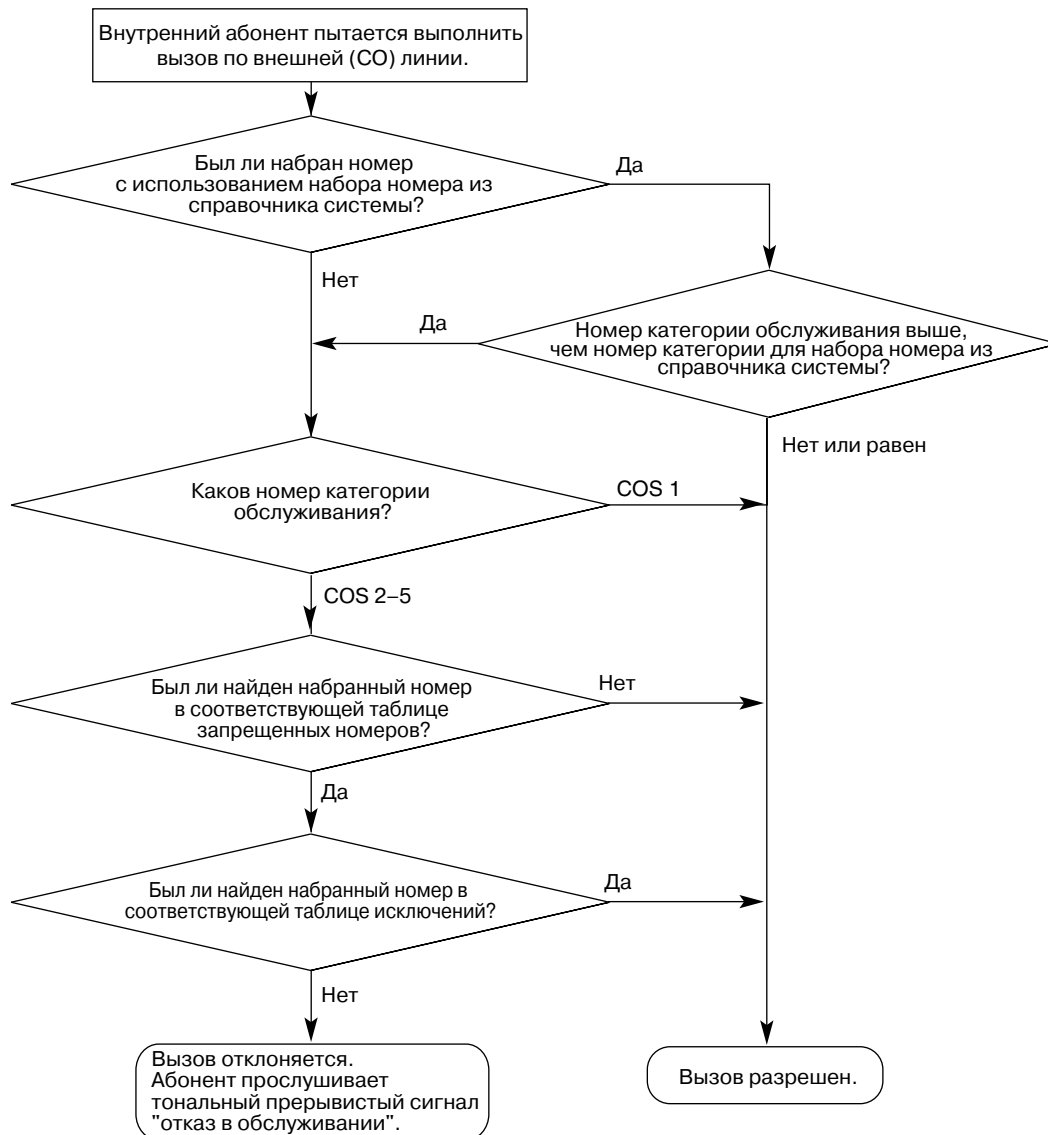 Внутренний абонент пытается выполнить
вызов по внешней (СО) линии.
Был ли набран номер
с использованием набора номера из
справочника системы?
Да
Нет
Да
Номер категории обслуживания выше,
чем номер категории для набора номера из
справочника системы?
Нет или равен
Каков номер категории
обслуживания?
COS 1
COS 2–5
Был ли найден набранный номер
в соответствующей таблице
запрещенных номеров?
Нет
Да
Был ли найден набранный номер в
соответствующей таблице исключений?
Да
Нет
Вызов отклоняется.
Абонент прослушивает
тональный прерывистый сигнал
"отказ в обслуживании".
Вызов разрешен.